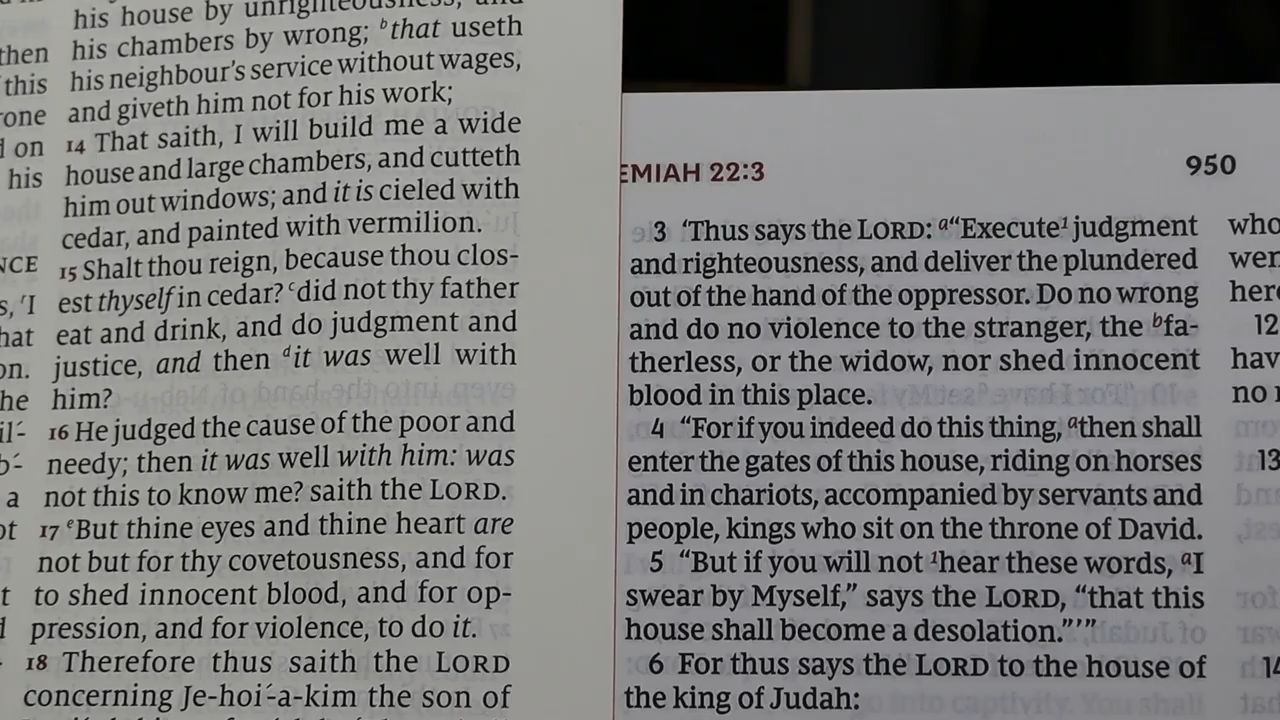 his house by unrighteousness, and
then his chambers by wrong; ᵇthat useth
this his neighbour's service without wages,
and giveth him not for his work;
on 14 That saith, I will build me a wide
his house and large chambers, and cutteth
him out windows; and it is cieled with
cedar, and painted with vermilion.
15 Shalt thou reign, because thou clos-
est thyself in cedar? ᶜdid not thy father
eat and drink, and do judgment and
justice, and then ᵈit was well with
him?
16 He judged the cause of the poor and
needy; then it was well with him: was
a not this to know me? saith the LORD.
17 ᵉBut thine eyes and thine heart are
not but for thy covetousness, and for
to shed innocent blood, and for op-
pression, and for violence, to do it.
18 Therefore thus saith the LORD
concerning Je-hoi´-a-kim the son of
EMIAH 22:3 950
3 ‘Thus says the LORD: ᵃ“Execute¹ judgment
and righteousness, and deliver the plundered
out of the hand of the oppressor. Do no wrong
and do no violence to the stranger, the ᵇfa-
therless, or the widow, nor shed innocent
blood in this place.
4 “For if you indeed do this thing, ᵃthen shall
enter the gates of this house, riding on horses
and in chariots, accompanied by servants and
people, kings who sit on the throne of David.
5 “But if you will not ¹hear these words, ᵃI
swear by Myself,” says the LORD, “that this
house shall become a desolation.”’”
6 For thus says the LORD to the house of
the king of Judah:
who
12
13
14